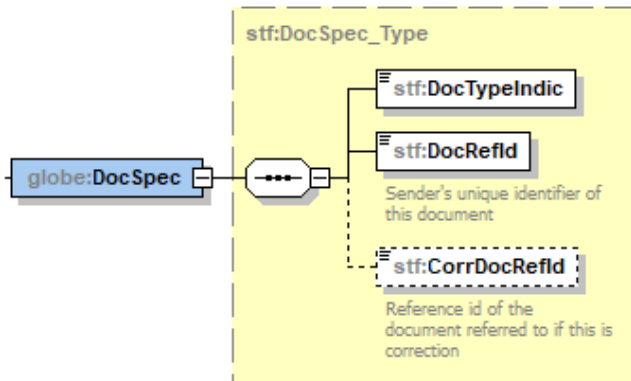 stf:DocSpec_Type
stf:DocTypeIndic
globe:DocSpec
stf:DocRefId
Sender's unique identifier of
this document
stf:CorrDocRefId
Reference id of the
document referred to if this is
correction